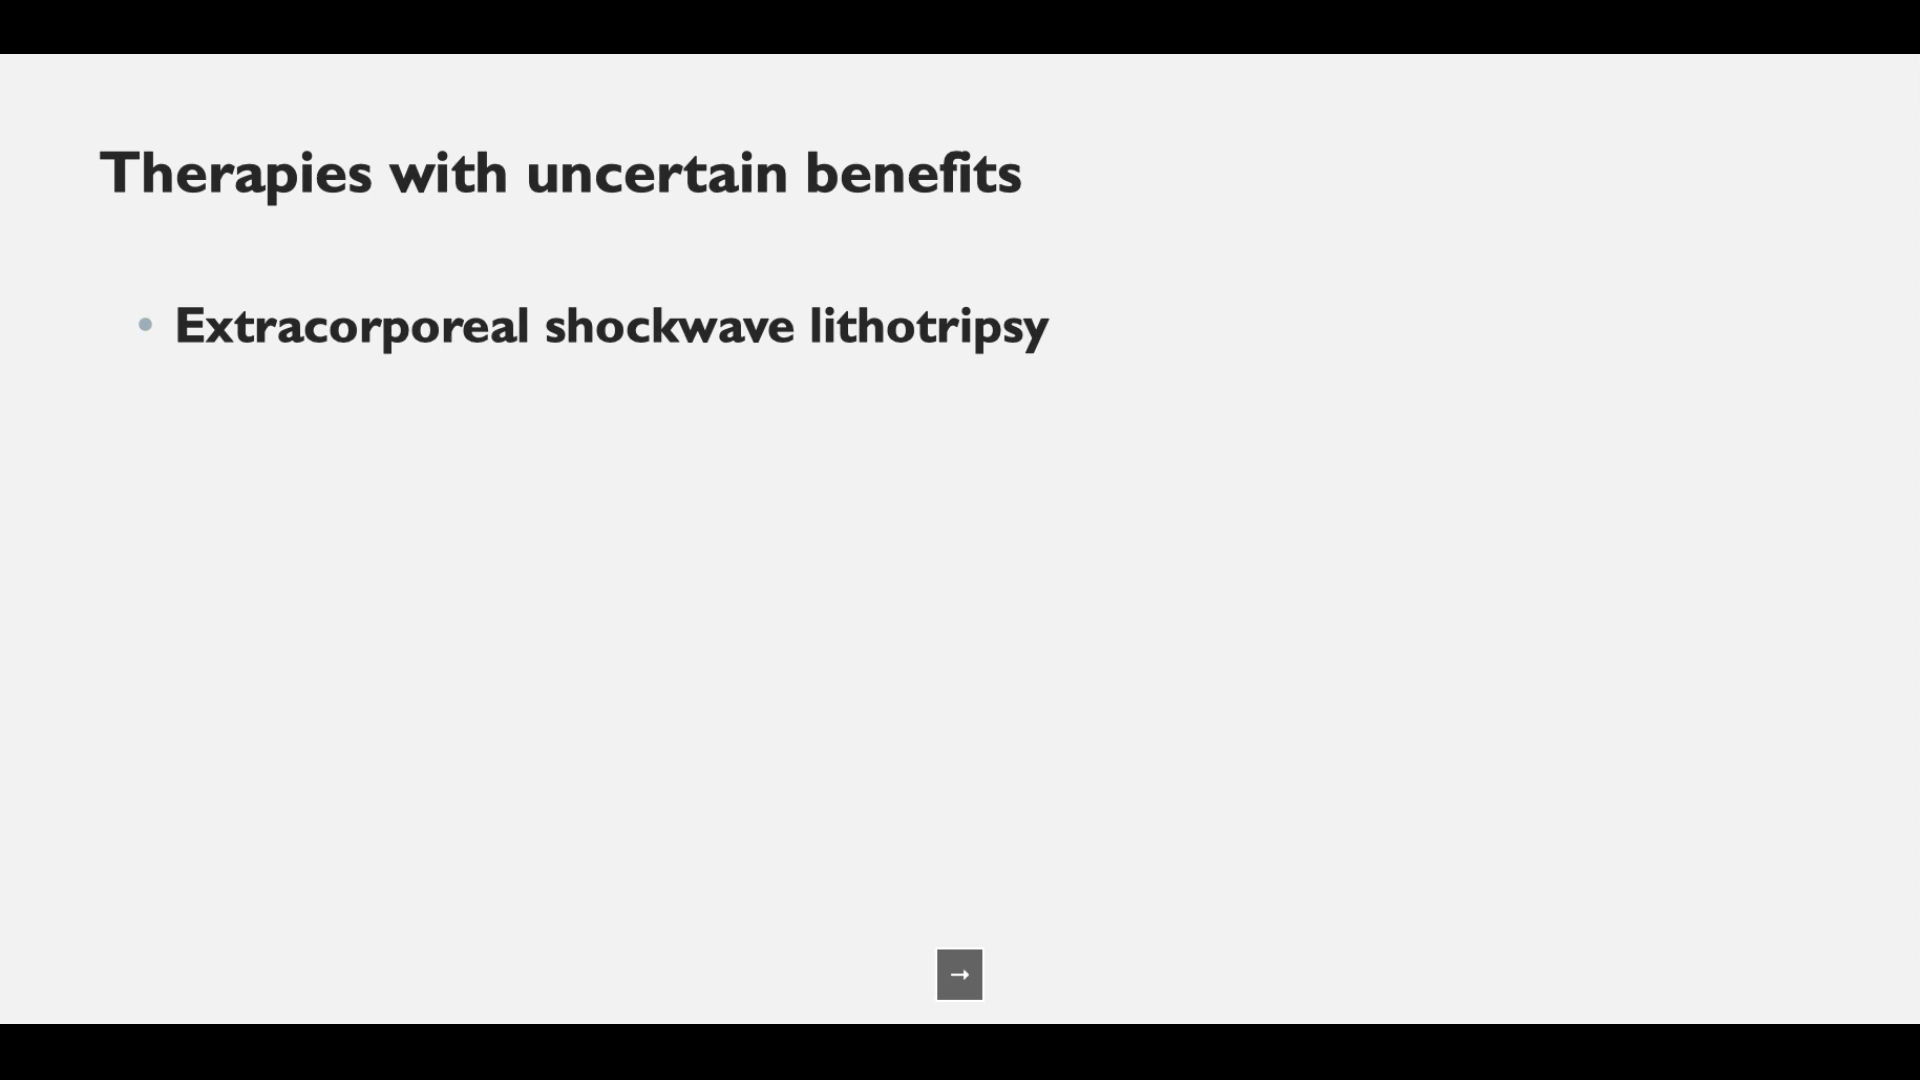 Therapies with uncertain benefits
• Extracorporeal shockwave lithotripsy
→